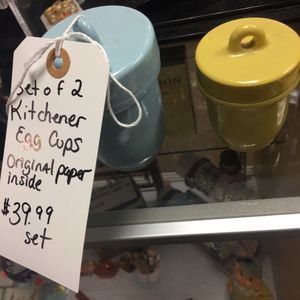 Set of 2
Kitchener
Egg Cups
Original paper
inside
$39.99
set